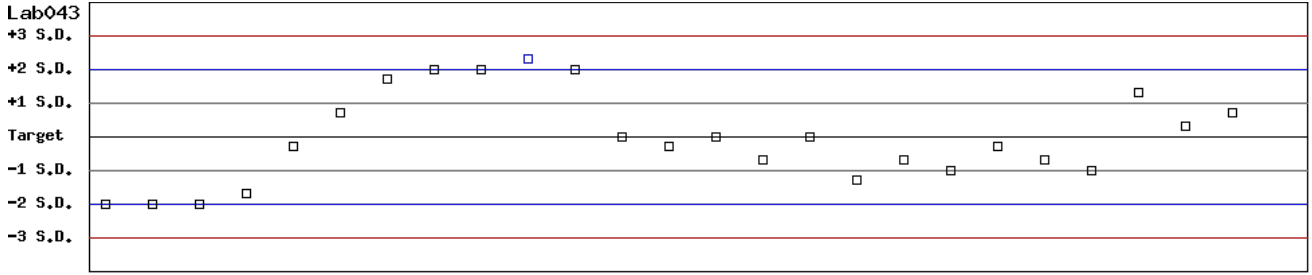 Lab043
+3 S.D.
+2 S.D.
+1 S.D.
Target
-1 S.D.
-2 S.D.
-3 S.D.